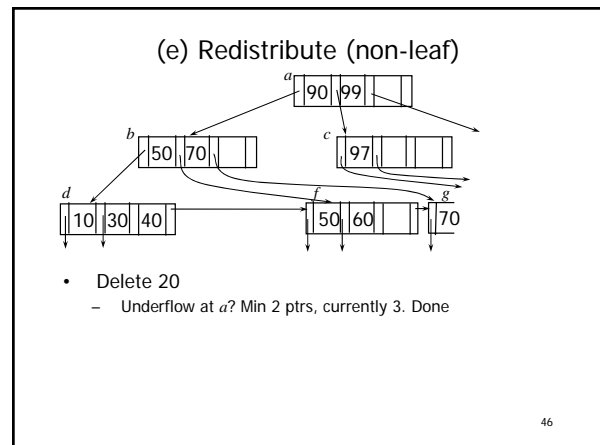 (e) Redistribute (non-leaf)
a
90 99
b
50 70
c
97
d
10 30 40
f
50 60
g
70
• Delete 20
– Underflow at a? Min 2 ptrs, currently 3. Done
46